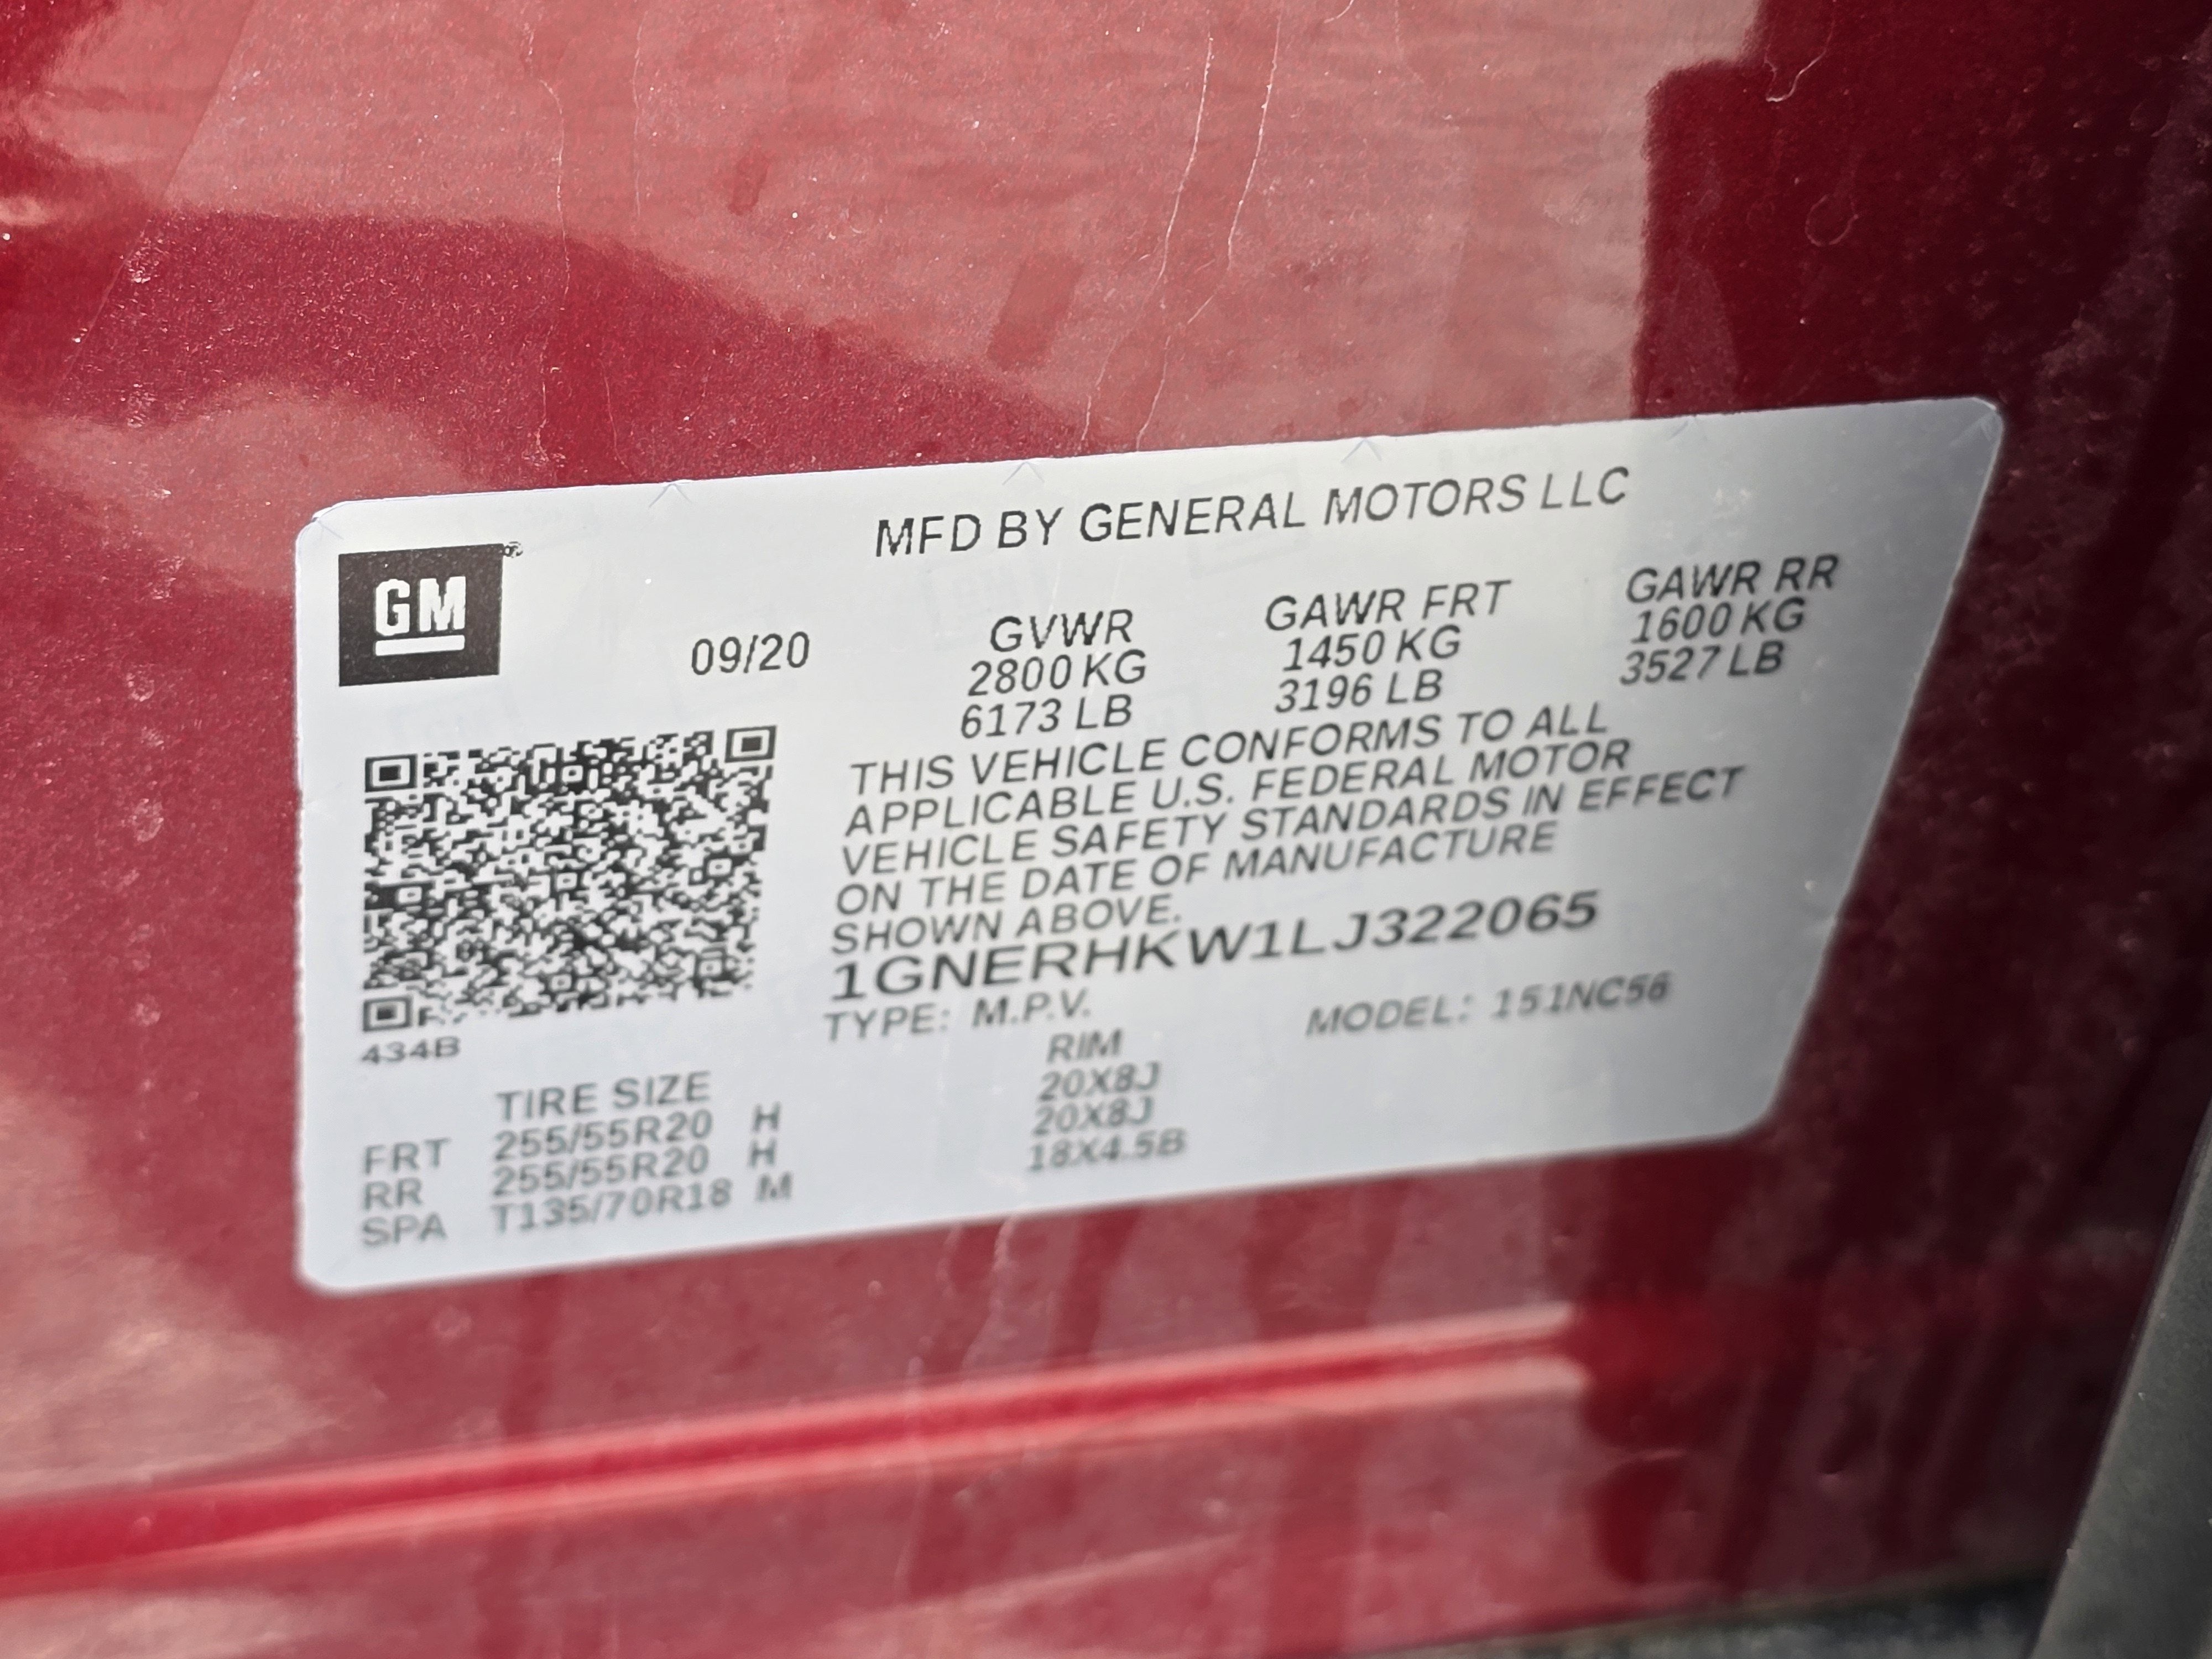 MFD BY GENERAL MOTORS LLC
GM®
09/20
GVWR GAWR FRT GAWR RR
2800 KG 1450 KG 1600 KG
6173 LB 3196 LB 3527 LB
THIS VEHICLE CONFORMS TO ALL
APPLICABLE U.S. FEDERAL MOTOR
VEHICLE SAFETY STANDARDS IN EFFECT
ON THE DATE OF MANUFACTURE
SHOWN ABOVE.
1GNERHKW1LJ322065
TYPE: M.P.V. MODEL: 151NC56
434B
TIRE SIZE RIM
FRT 255/55R20 H 20X8J
RR 255/55R20 H 20X8J
SPA T135/70R18 M 18X4.5B